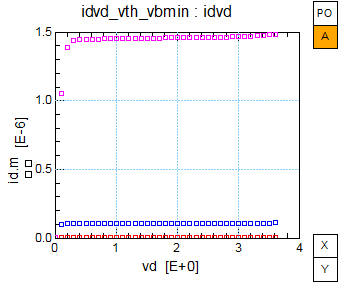 idvd_vth_vbmin : idvd
PO
A
1.5
1.0
0.5
0.0
id.m [E-6]
0
1
2
3
4
vd [E+0]
X
Y